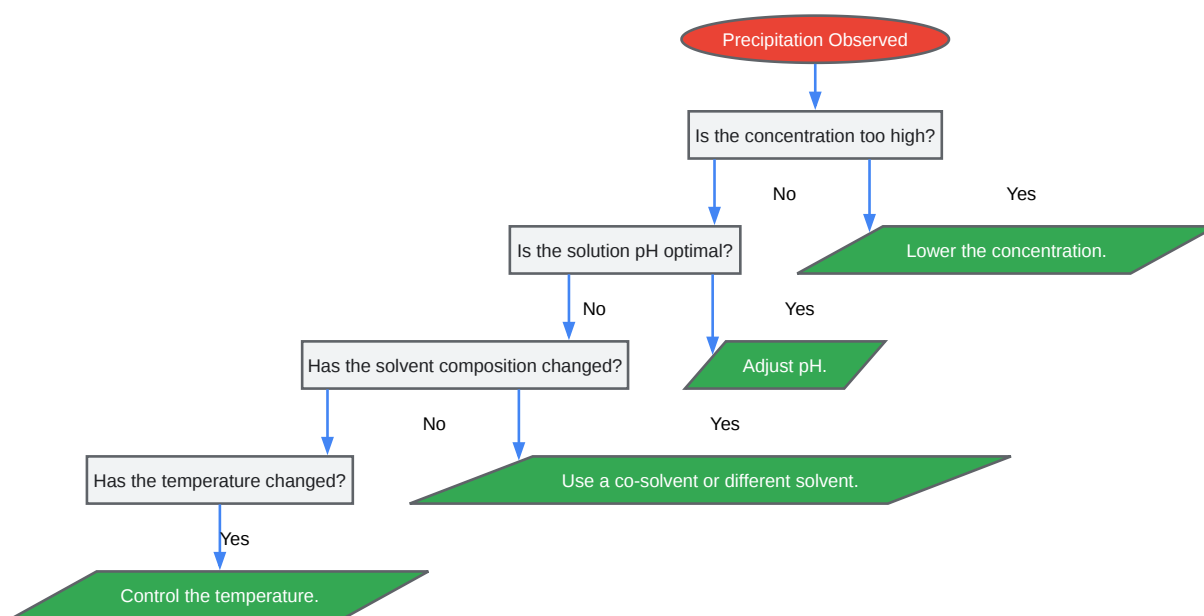 Precipitation Observed
Is the concentration too high?
No
Yes
Is the solution pH optimal?
Lower the concentration.
No
Yes
Has the solvent composition changed?
Adjust pH.
No
Yes
Has the temperature changed?
Use a co-solvent or different solvent.
Yes
Control the temperature.